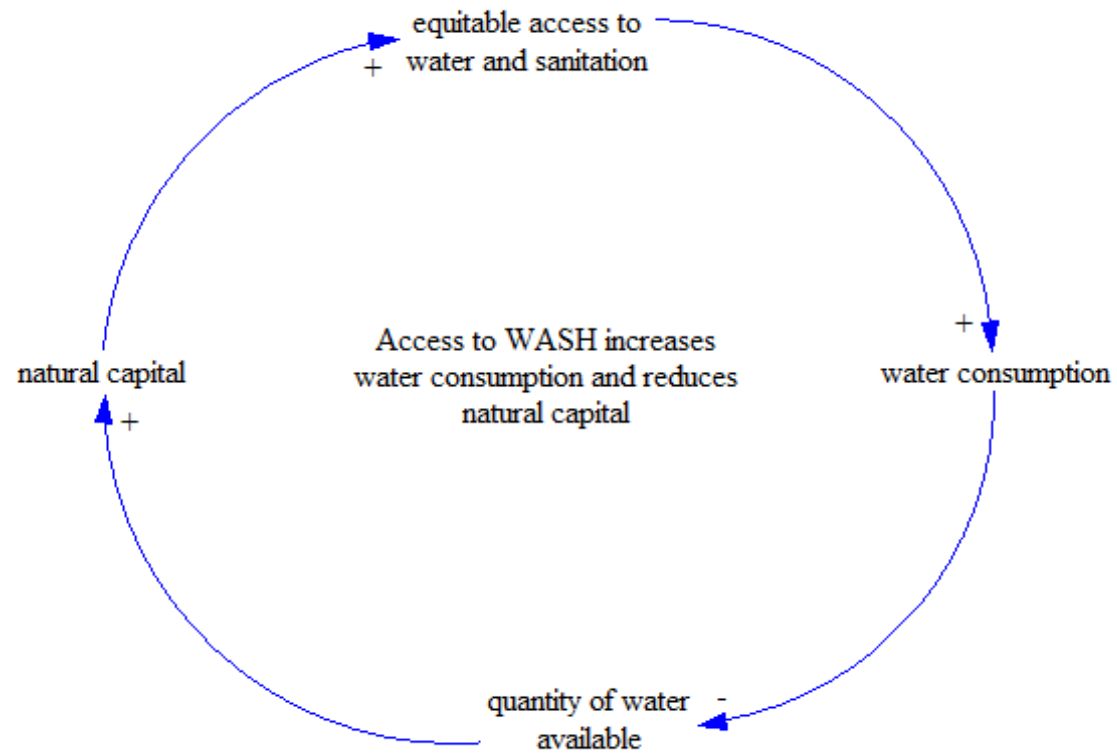 equitable access to
water and sanitation
+
+
natural capital
Access to WASH increases
water consumption and reduces
natural capital
water consumption
+
quantity of water
available
-